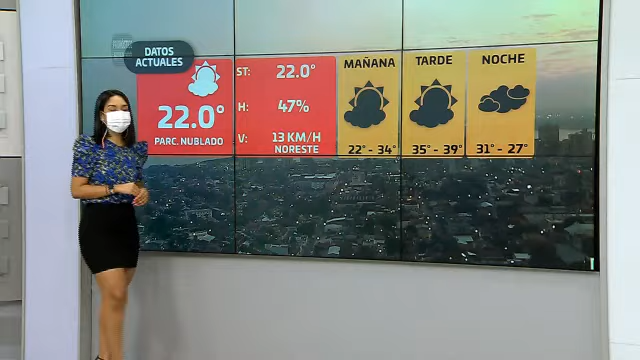 DATOS
ACTUALES
22.0°
PARC. NUBLADO
ST: 22.0°
H: 47%
V: 13 KM/H
NORESTE
MAÑANA
22° - 34°
TARDE
35° - 39°
NOCHE
31° - 27°